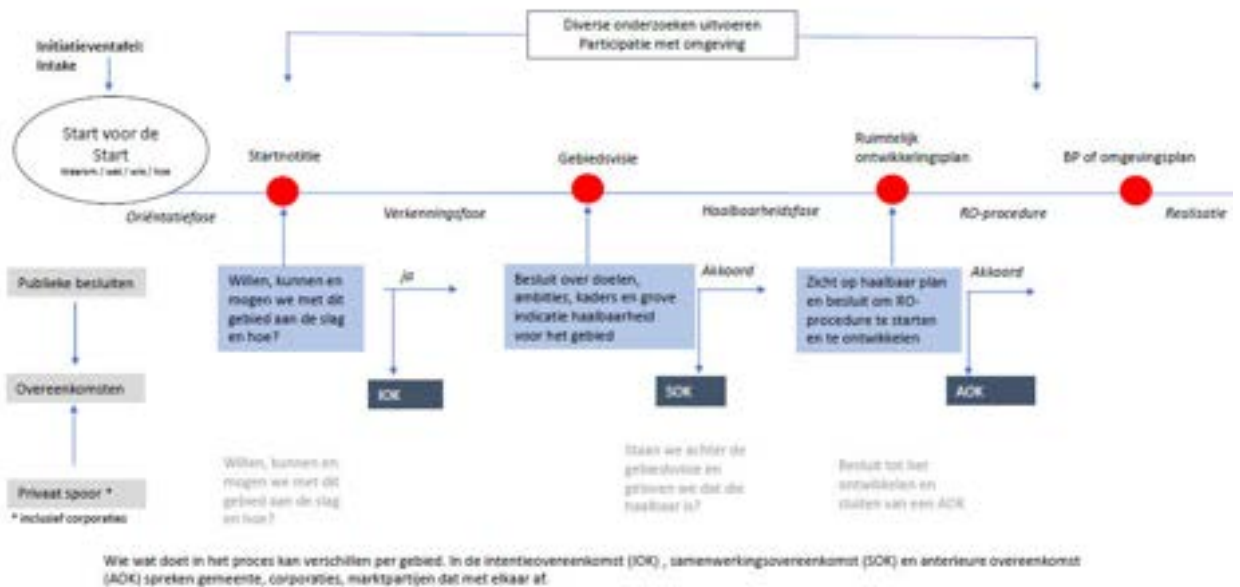 Diverse onderzoeken uitvoeren
Participatie met omgeving
Initiatieventafel:
Intake
Start voor de
Start
Waarom / wat / wie / hoe
Startnotitie
Gebiedsvisie
Ruimtelijk
ontwikkelingsplan
BP of omgevingsplan
Oriëntatiefase
Verkenningsfase
Haalbaarheidsfase
RO-procedure
Realisatie
Publieke besluiten
Willen, kunnen en
mogen we met dit
gebied aan de slag
en hoe?
ja
Besluit over doelen,
ambities, kaders en grove
indicatie haalbaarheid
voor het gebied
Akkoord
Zicht op haalbaar plan
en besluit om RO-
procedure te starten
en te ontwikkelen
Akkoord
Overeenkomsten
IOK
SOK
AOK
Privaat spoor *
* inclusief corporaties
Willen, kunnen en
mogen we met dit
gebied aan de slag
en hoe?
Staan we achter de
gebiedsvisie en
geloven we dat die
haalbaar is?
Besluit tot het
ontwikkelen en
sluiten van een AOK
Wie wat doet in het proces kan verschillen per gebied. In de intentieovereenkomst (IOK) , samenwerkingsovereenkomst (SOK) en anterieure overeenkomst
(AOK) spreken gemeente, corporaties, marktpartijen dat met elkaar af.